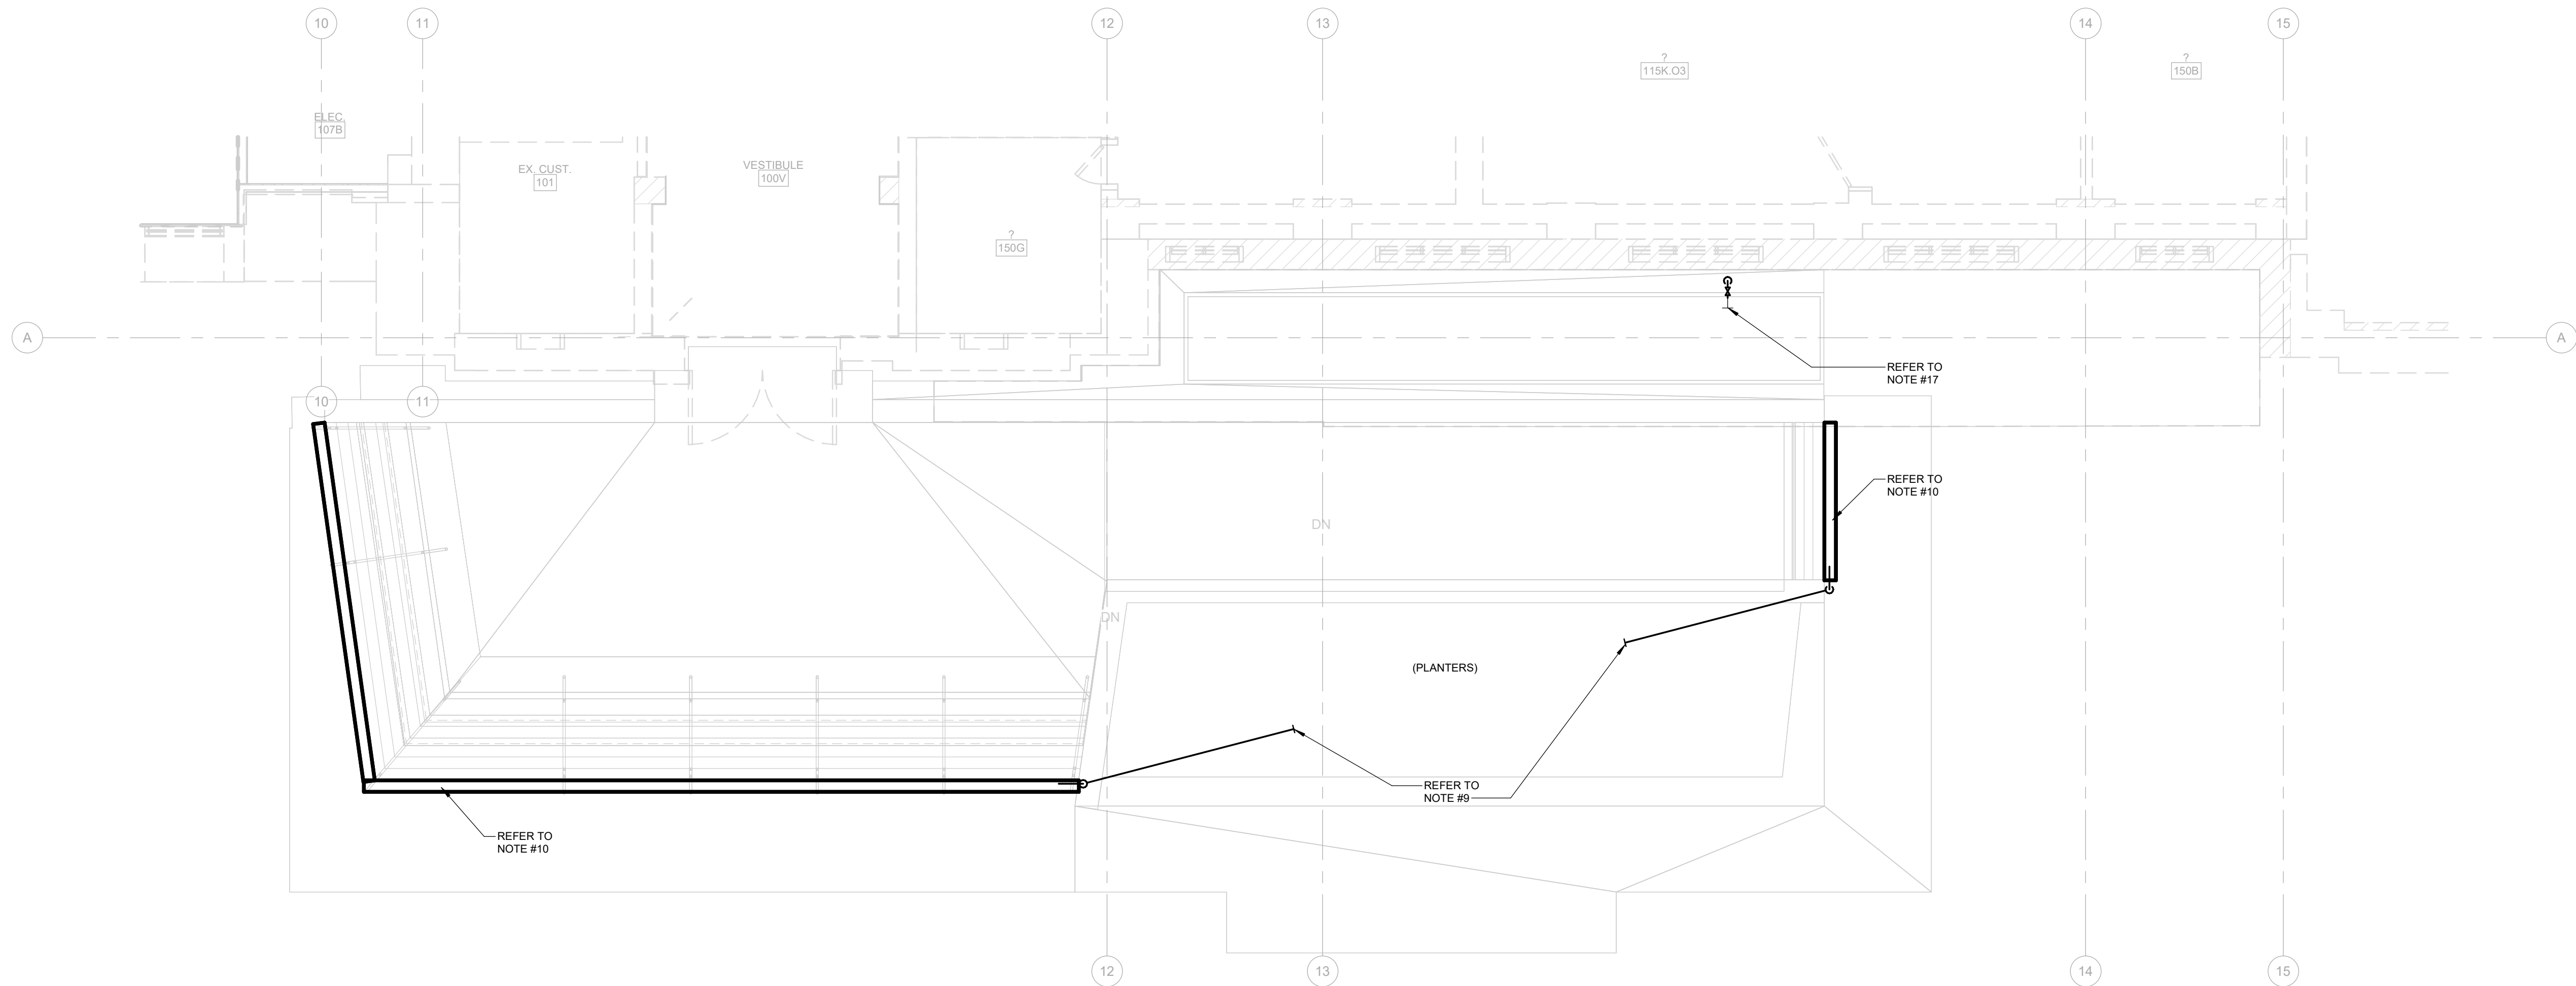 10
11
12
13
14
15
?
115K.O3
?
150B
ELEC.
107B
EX. CUST.
101
VESTIBULE
100V
?
150G
A
A
REFER TO
NOTE #17
10
11
REFER TO
NOTE #10
DN
DN
(PLANTERS)
REFER TO
NOTE #9
REFER TO
NOTE #10
12
13
14
15